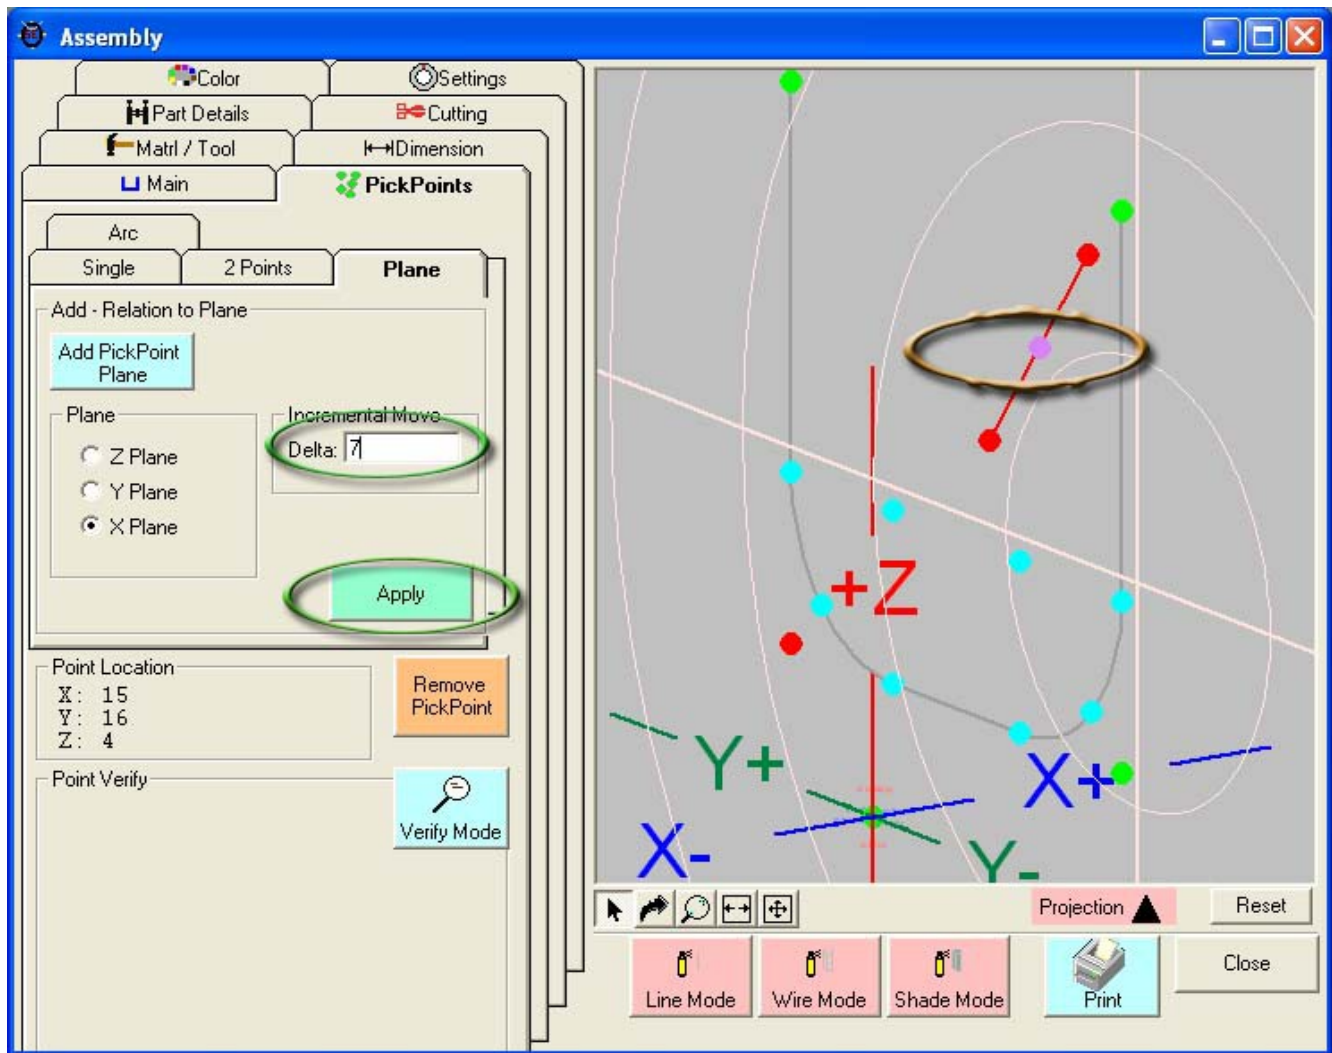 Assembly
Color
Settings
Part Details
Cutting
Matrl / Tool
Dimension
Main
PickPoints
Arc
Single
2 Points
Plane
Add - Relation to Plane
Add PickPoint
Plane
Plane
Z Plane
Y Plane
X Plane
Incremental Move
Delta: 7
Apply
Point Location
X: 15
Y: 16
Z: 4
Remove
PickPoint
Point Verify
Verify Mode
+Z
Y+
X+
X-
Y-
Projection
Reset
Line Mode
Wire Mode
Shade Mode
Print
Close